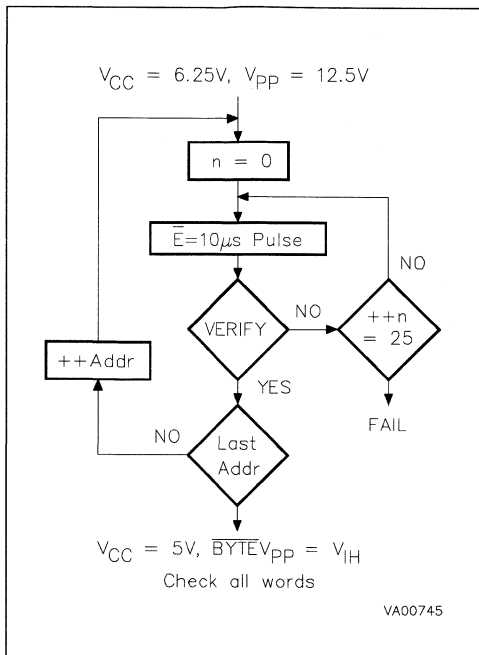 V_CC = 6.25V, V_PP = 12.5V
n = 0
E̅=10µs Pulse
NO
VERIFY
NO
++n
= 25
++Addr
YES
FAIL
NO
Last
Addr
V_CC = 5V, B̅Y̅T̅E̅V_PP = V_IH
Check all words
VA00745